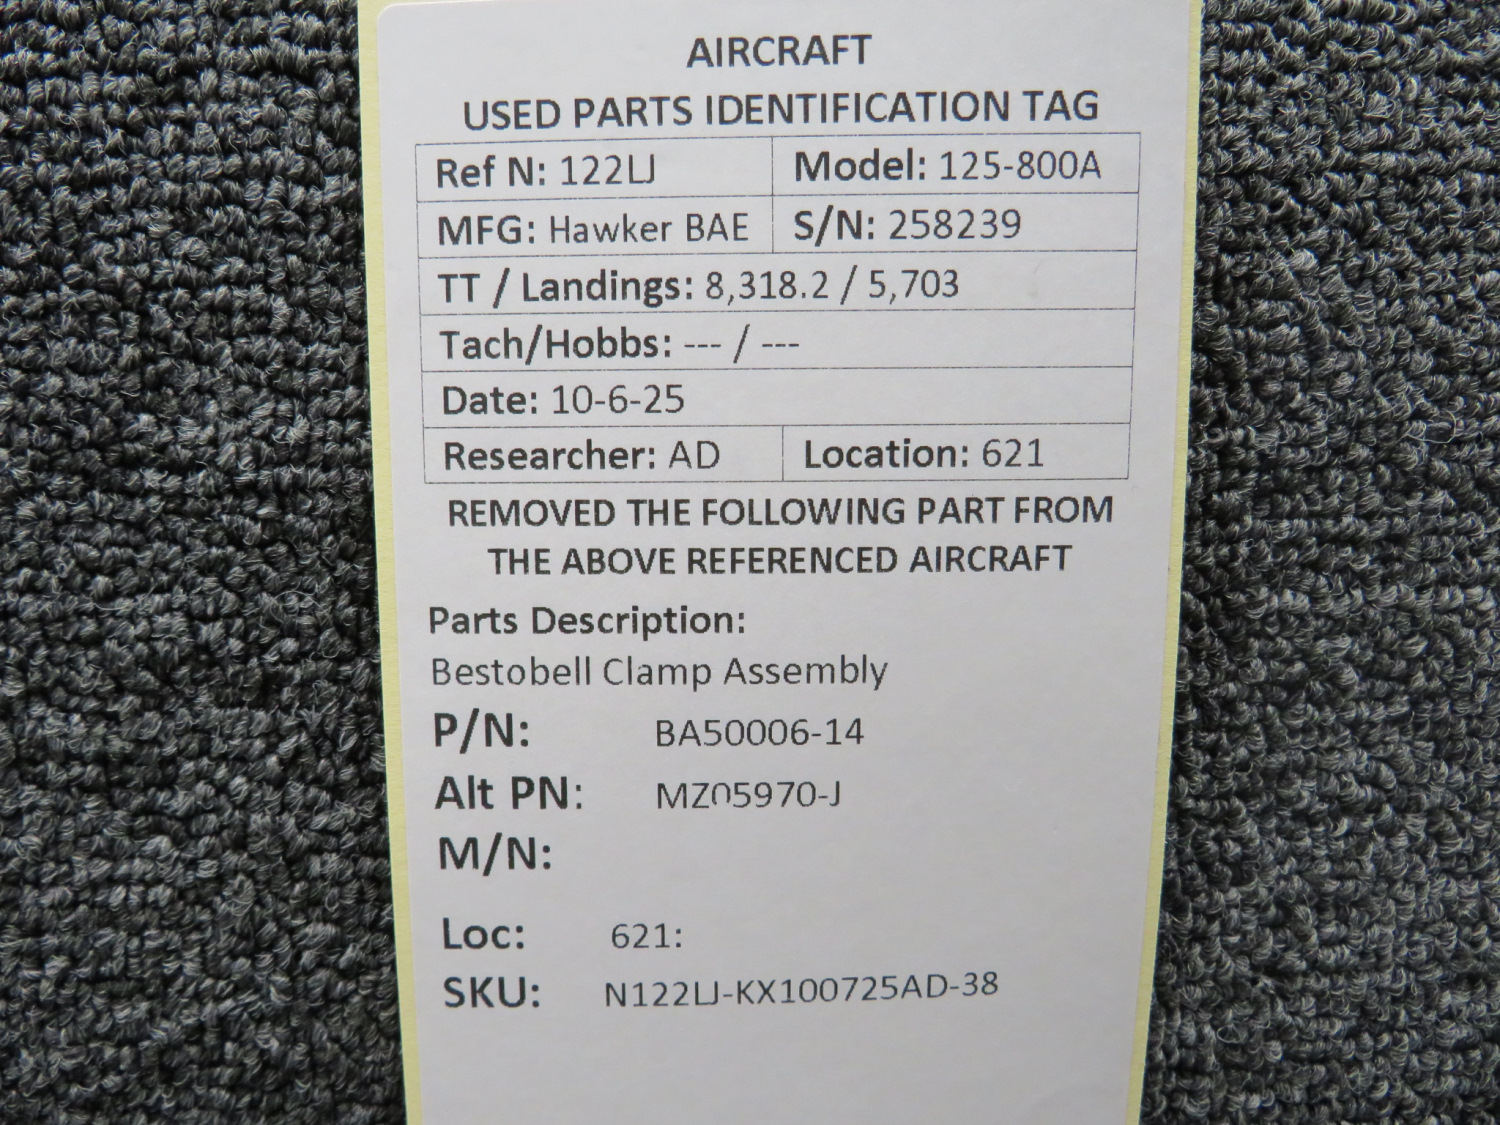 AIRCRAFT
USED PARTS IDENTIFICATION TAG
Ref N: 122LJ Model: 125-800A
MFG: Hawker BAE S/N: 258239
TT / Landings: 8,318.2 / 5,703
Tach/Hobbs: --- / ---
Date: 10-6-25
Researcher: AD Location: 621
REMOVED THE FOLLOWING PART FROM
THE ABOVE REFERENCED AIRCRAFT
Parts Description:
Bestobell Clamp Assembly
P/N: BA50006-14
Alt PN: MZ05970-J
M/N:
Loc: 621:
SKU: N122LJ-KX100725AD-38